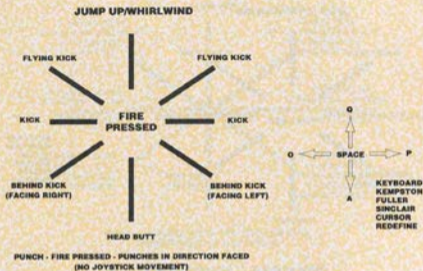 JUMP UP/WHIRLWIND
FLYING KICK
FLYING KICK
KICK
FIRE
PRESSED
KICK
BEHIND KICK
(FACING RIGHT)
BEHIND KICK
(FACING LEFT)
HEAD BUTT
PUNCH - FIRE PRESSED - PUNCHES IN DIRECTION FACED
(NO JOYSTICK MOVEMENT)
Q
O SPACE P
A
KEYBOARD
KEMPSTON
FULLER
SINCLAIR
CURSOR
REDEFINE